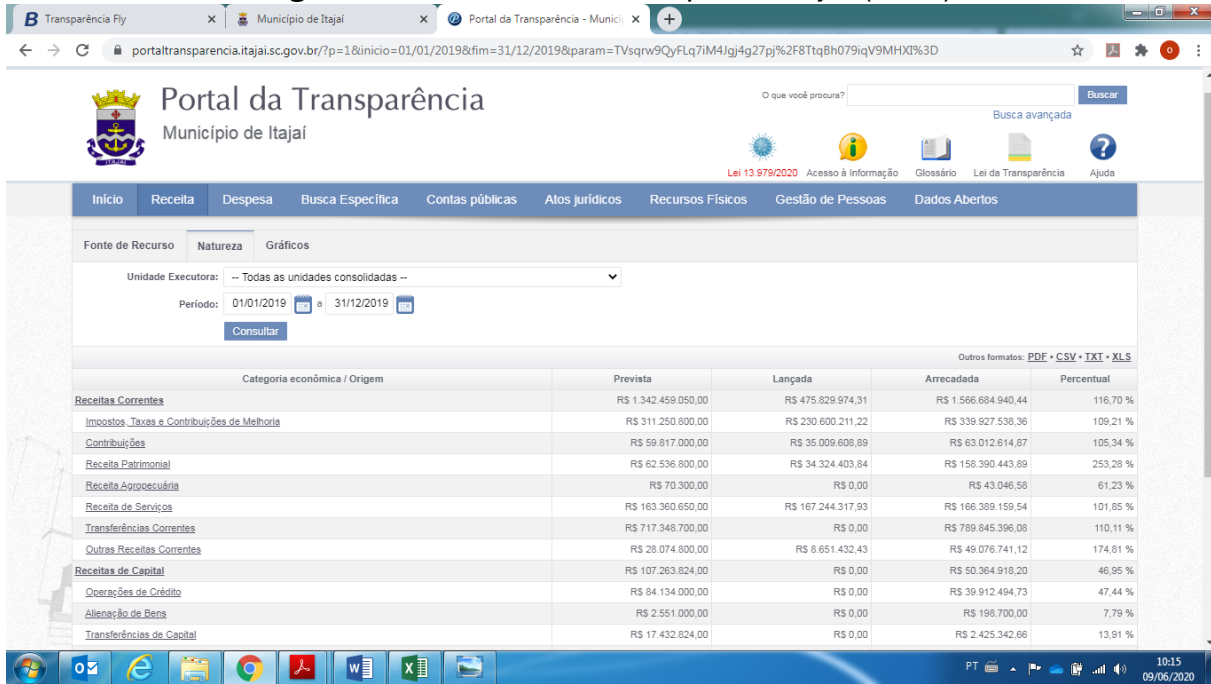 Transparência Fly
Município de Itajaí
Portal da Transparência - Municíp
portaltransparencia.itajai.sc.gov.br/?p=1&inicio=01/01/2019&fim=31/12/2019&param=TVsqrw9QyFLq7iM4Jgj4g27pj%2F8TtqBh079iqV9MHXI%3D
Portal da Transparência
Município de Itajaí
ITAJAÍ
O que você procura? Buscar
Busca avançada
Lei 13.979/2020 Acesso à Informação Glossário Lei da Transparência Ajuda
Início Receita Despesa Busca Específica Contas públicas Atos jurídicos Recursos Físicos Gestão de Pessoas Dados Abertos
Fonte de Recurso Natureza Gráficos
Unidade Executora: -- Todas as unidades consolidadas --
Período: 01/01/2019 a 31/12/2019
Consultar
Outros formatos: PDF • CSV • TXT • XLS
Categoria econômica / Origem Prevista Lançada Arrecadada Percentual
Receitas Correntes R$ 1.342.459.050,00 R$ 475.829.974,31 R$ 1.566.684.940,44 116,70 %
Impostos, Taxas e Contribuições de Melhoria R$ 311.250.800,00 R$ 230.600.211,22 R$ 339.927.538,36 109,21 %
Contribuições R$ 59.817.000,00 R$ 35.009.608,89 R$ 63.012.614,87 105,34 %
Receita Patrimonial R$ 62.536.800,00 R$ 34.324.403,84 R$ 158.390.443,89 253,28 %
Receita Agropecuária R$ 70.300,00 R$ 0,00 R$ 43.046,58 61,23 %
Receita de Serviços R$ 163.360.650,00 R$ 167.244.317,93 R$ 166.389.159,54 101,85 %
Transferências Correntes R$ 717.348.700,00 R$ 0,00 R$ 789.845.396,08 110,11 %
Outras Receitas Correntes R$ 28.074.800,00 R$ 8.651.432,43 R$ 49.076.741,12 174,81 %
Receitas de Capital R$ 107.263.824,00 R$ 0,00 R$ 50.364.918,20 46,95 %
Operações de Crédito R$ 84.134.000,00 R$ 0,00 R$ 39.912.494,73 47,44 %
Alienação de Bens R$ 2.551.000,00 R$ 0,00 R$ 198.700,00 7,79 %
Transferências de Capital R$ 17.432.824,00 R$ 0,00 R$ 2.425.342,66 13,91 %
PT 10:15
09/06/2020